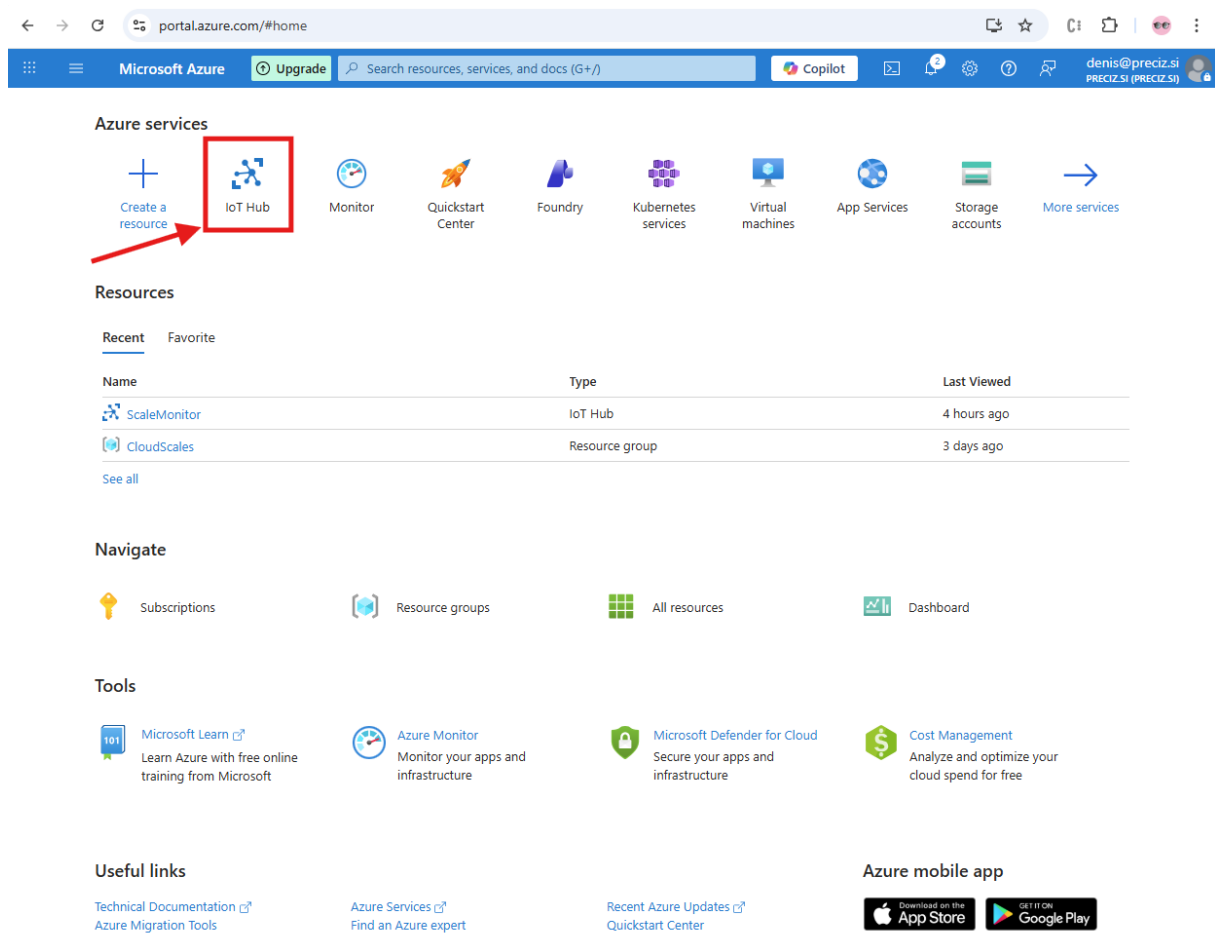 portal.azure.com/#home
Microsoft Azure
Upgrade
Search resources, services, and docs (G+/)
Copilot
2
denis@preciz.si
PRECIZ.SI (PRECIZ.SI)
Azure services
Create a
resource
IoT Hub
Monitor
Quickstart
Center
Foundry
Kubernetes
services
Virtual
machines
App Services
Storage
accounts
More services
Resources
Recent Favorite
Name Type Last Viewed
ScaleMonitor IoT Hub 4 hours ago
CloudScales Resource group 3 days ago
See all
Navigate
Subscriptions Resource groups All resources Dashboard
Tools
101
Microsoft Learn
Learn Azure with free online
training from Microsoft
Azure Monitor
Monitor your apps and
infrastructure
Microsoft Defender for Cloud
Secure your apps and
infrastructure
Cost Management
Analyze and optimize your
cloud spend for free
Useful links
Technical Documentation
Azure Migration Tools
Azure Services
Find an Azure expert
Recent Azure Updates
Quickstart Center
Azure mobile app
Download on the
App Store
GET IT ON
Google Play